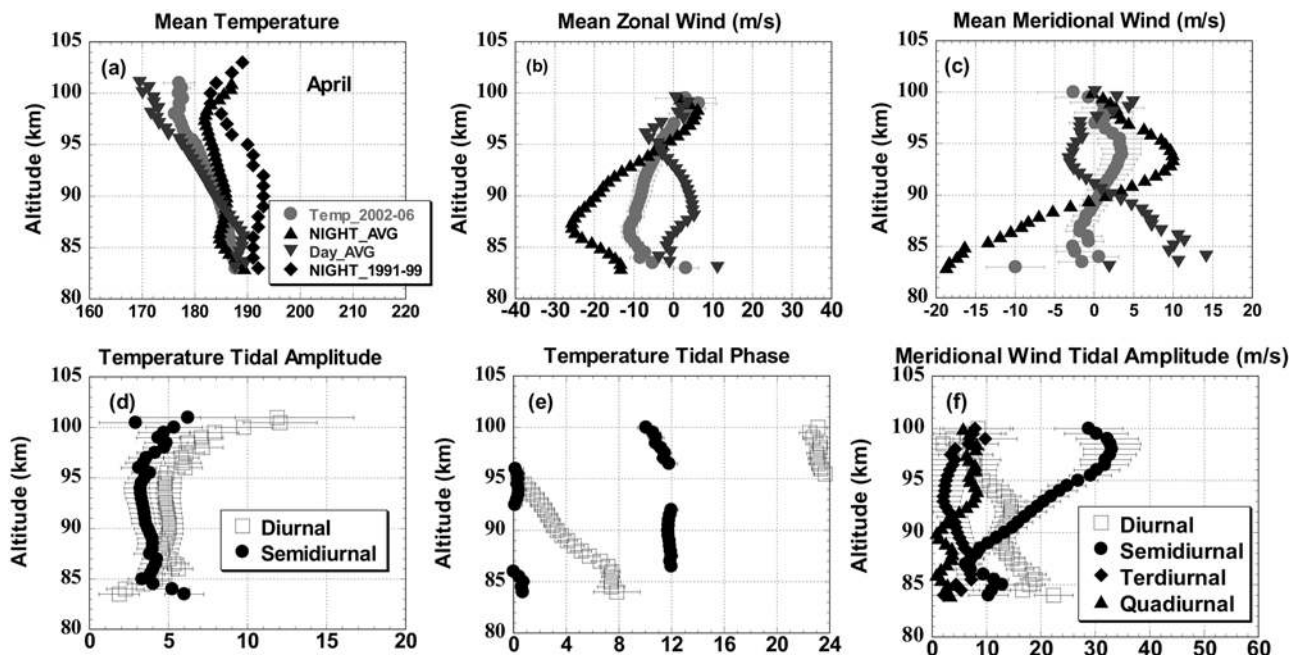 Mean Temperature
105
100
95
90
85
80
Altitude (km)
(a)
April
Temp_2002-06
NIGHT_AVG
Day_AVG
NIGHT_1991-99
160 170 180 190 200 210 220
Mean Zonal Wind (m/s)
105
100
95
90
85
80
Altitude (km)
(b)
-40 -30 -20 -10 0 10 20
Mean Meridional Wind (m/s)
105
100
95
90
85
80
Altitude (km)
(c)
-20 -15 -10 -5 0 5 10 15 20
Temperature Tidal Amplitude
105
100
95
90
85
80
Altitude (km)
(d)
Diurnal
Semidiurnal
0 5 10 15 20
Temperature Tidal Phase
105
100
95
90
85
80
Altitude (km)
(e)
0 4 8 12 16 20 24
Meridional Wind Tidal Amplitude (m/s)
105
100
95
90
85
80
Altitude (km)
(f)
Diurnal
Semidiurnal
Terdiurnal
Quadiurnal
0 10 20 30 40 50 60